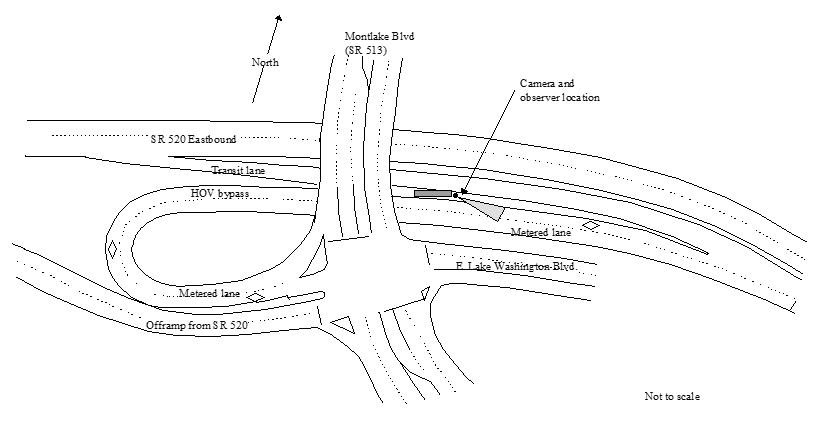 Montlake Blvd
(SR 513)
North
Camera and
observer location
SR 520 Eastbound
Transit lane
HOV bypass
Metered lane
E. Lake Washington Blvd.
Metered lane
Offramp from SR 520
Not to scale